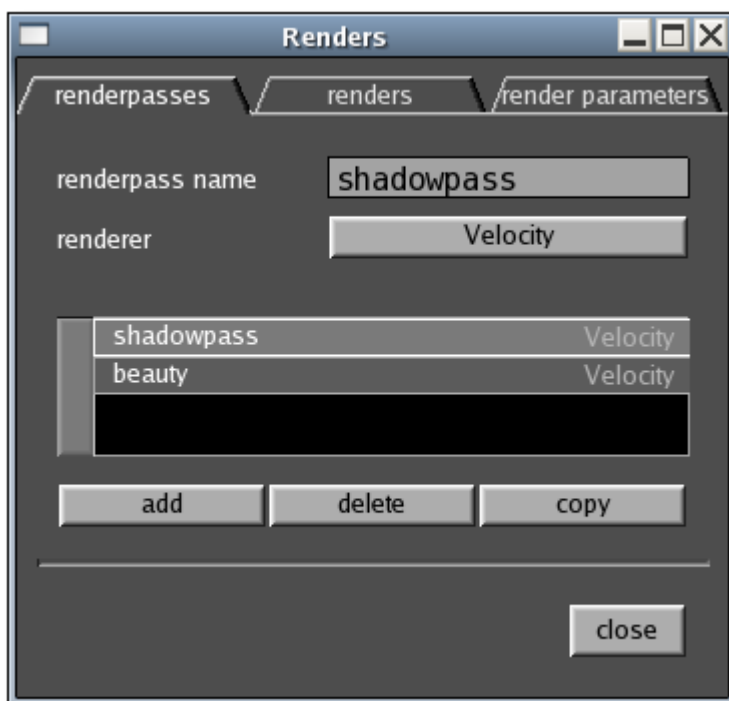 Renders
renderpasses renders render parameters
renderpass name shadowpass
renderer Velocity
shadowpass Velocity
beauty Velocity
add delete copy
close